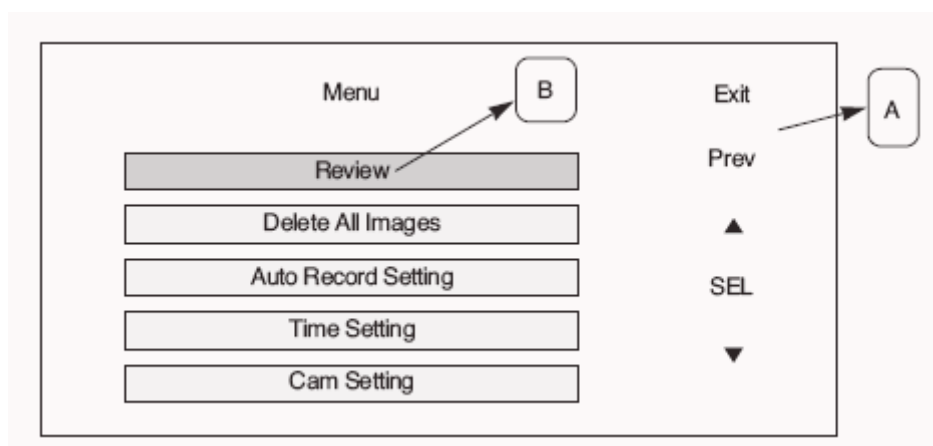 Menu
B
Exit
A
Review
Prev
Delete All Images
▲
Auto Record Setting
SEL
Time Setting
▼
Cam Setting